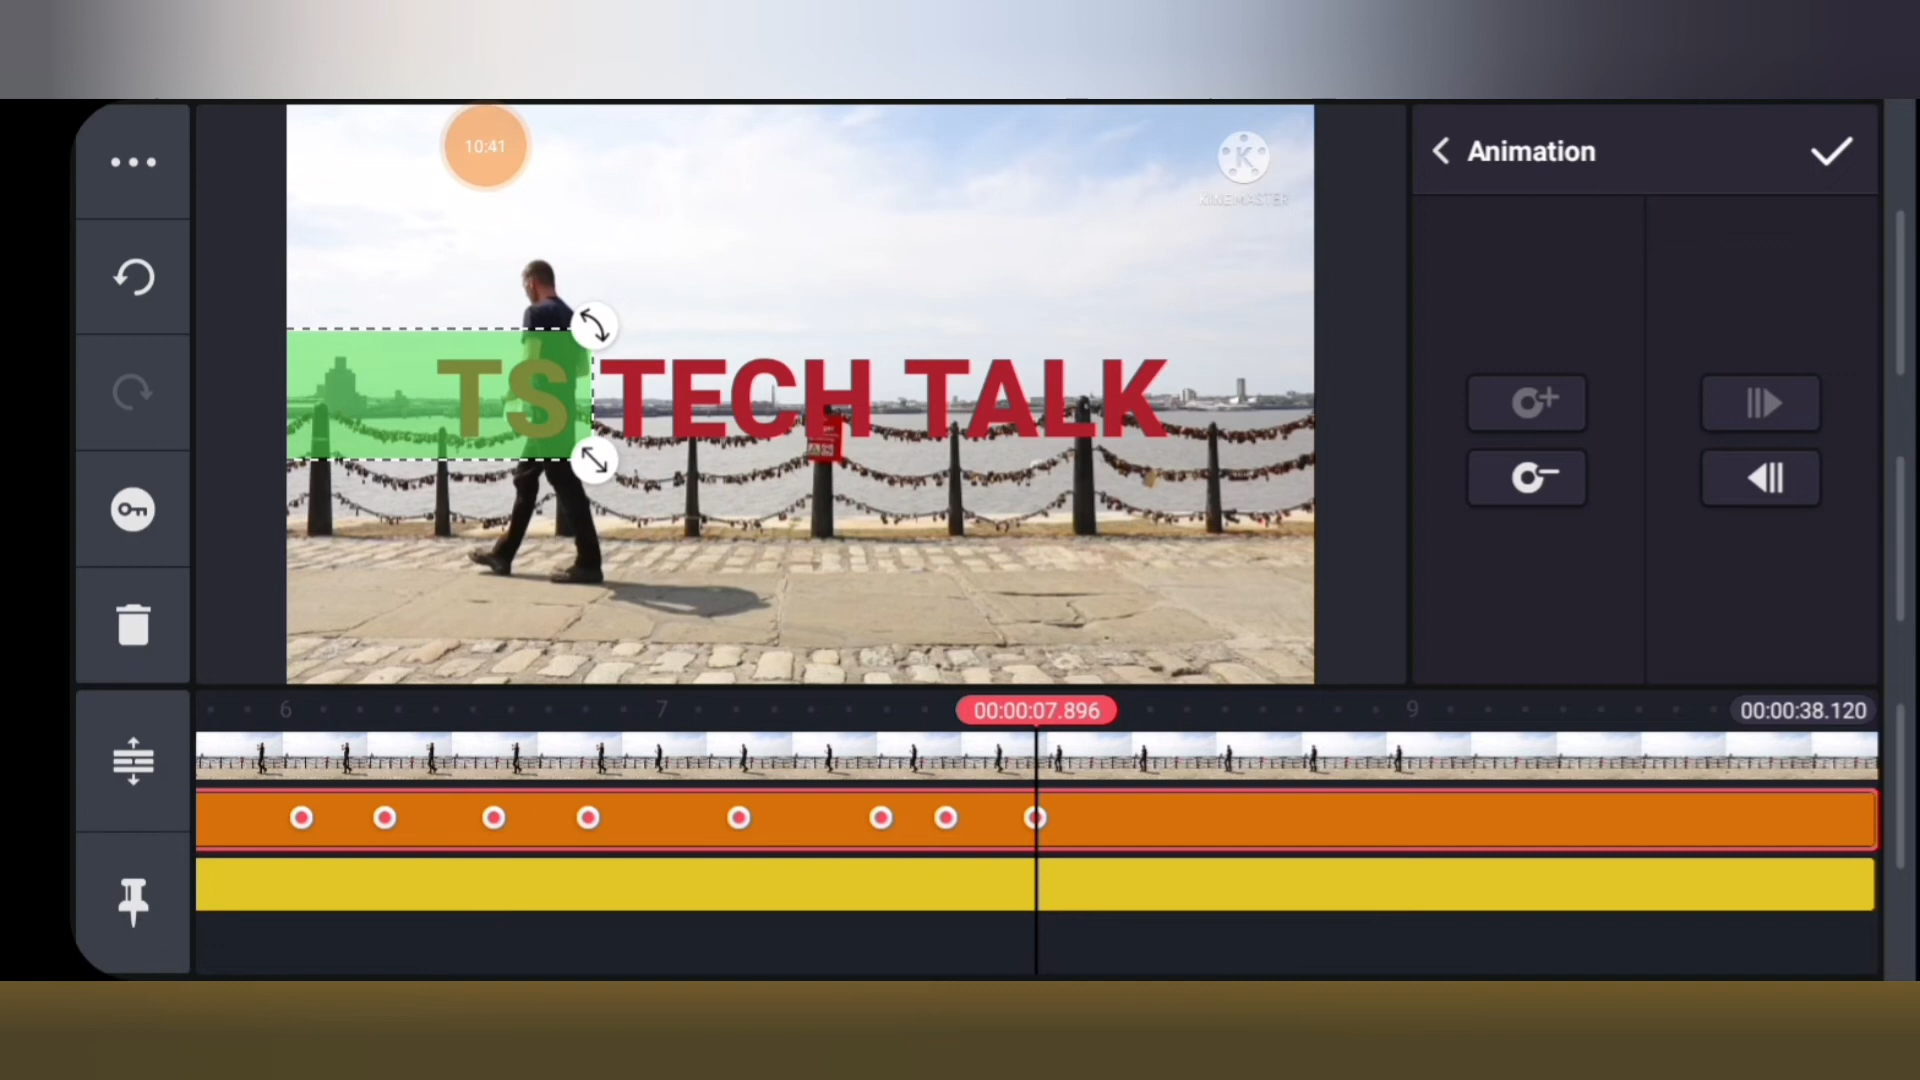 10:41
KINEMASTER
Animation
TS TECH TALK
6
7
00:00:07.896
9
00:00:38.120